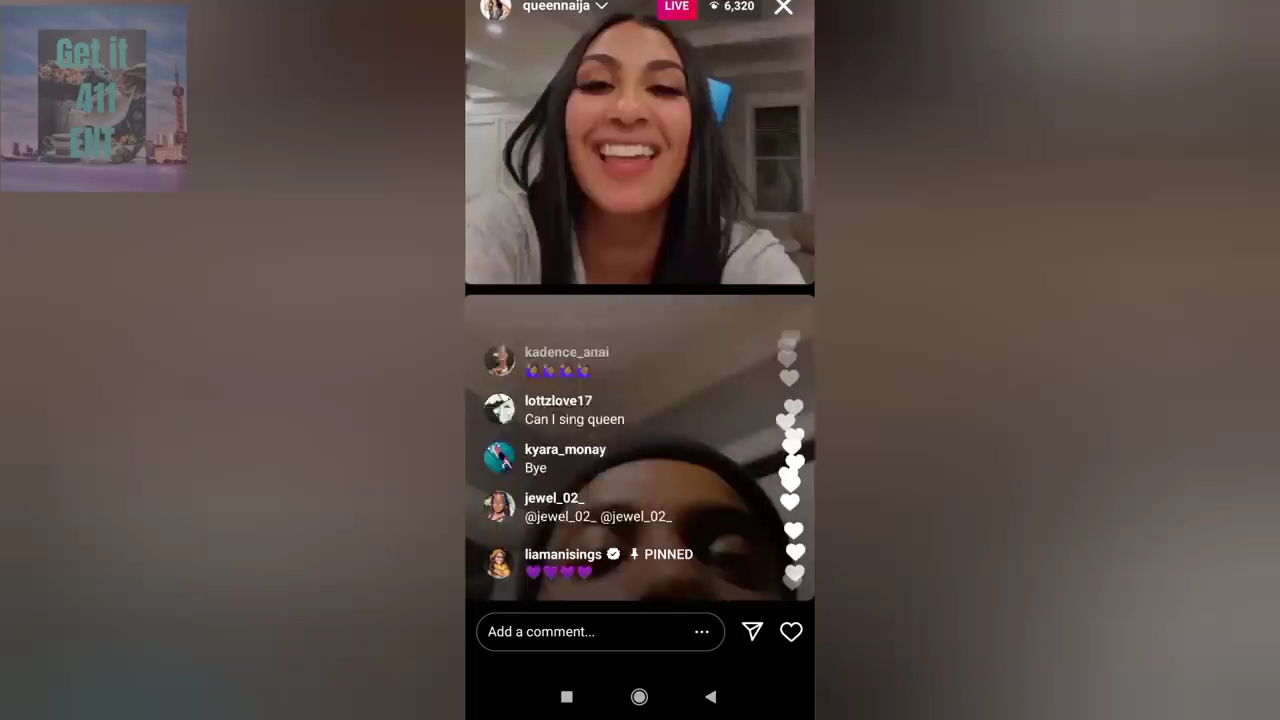 Get it
411
ENT
queennaija
LIVE
6,320
kadence_anai
lottzlove17
Can I sing queen
kyara_monay
Bye
jewel_02_
@jewel_02_ @jewel_02_
liamanisings PINNED
Add a comment...